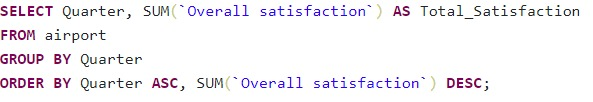 SELECT Quarter, SUM(`Overall satisfaction`) AS Total_Satisfaction
FROM airport
GROUP BY Quarter
ORDER BY Quarter ASC, SUM(`Overall satisfaction`) DESC;